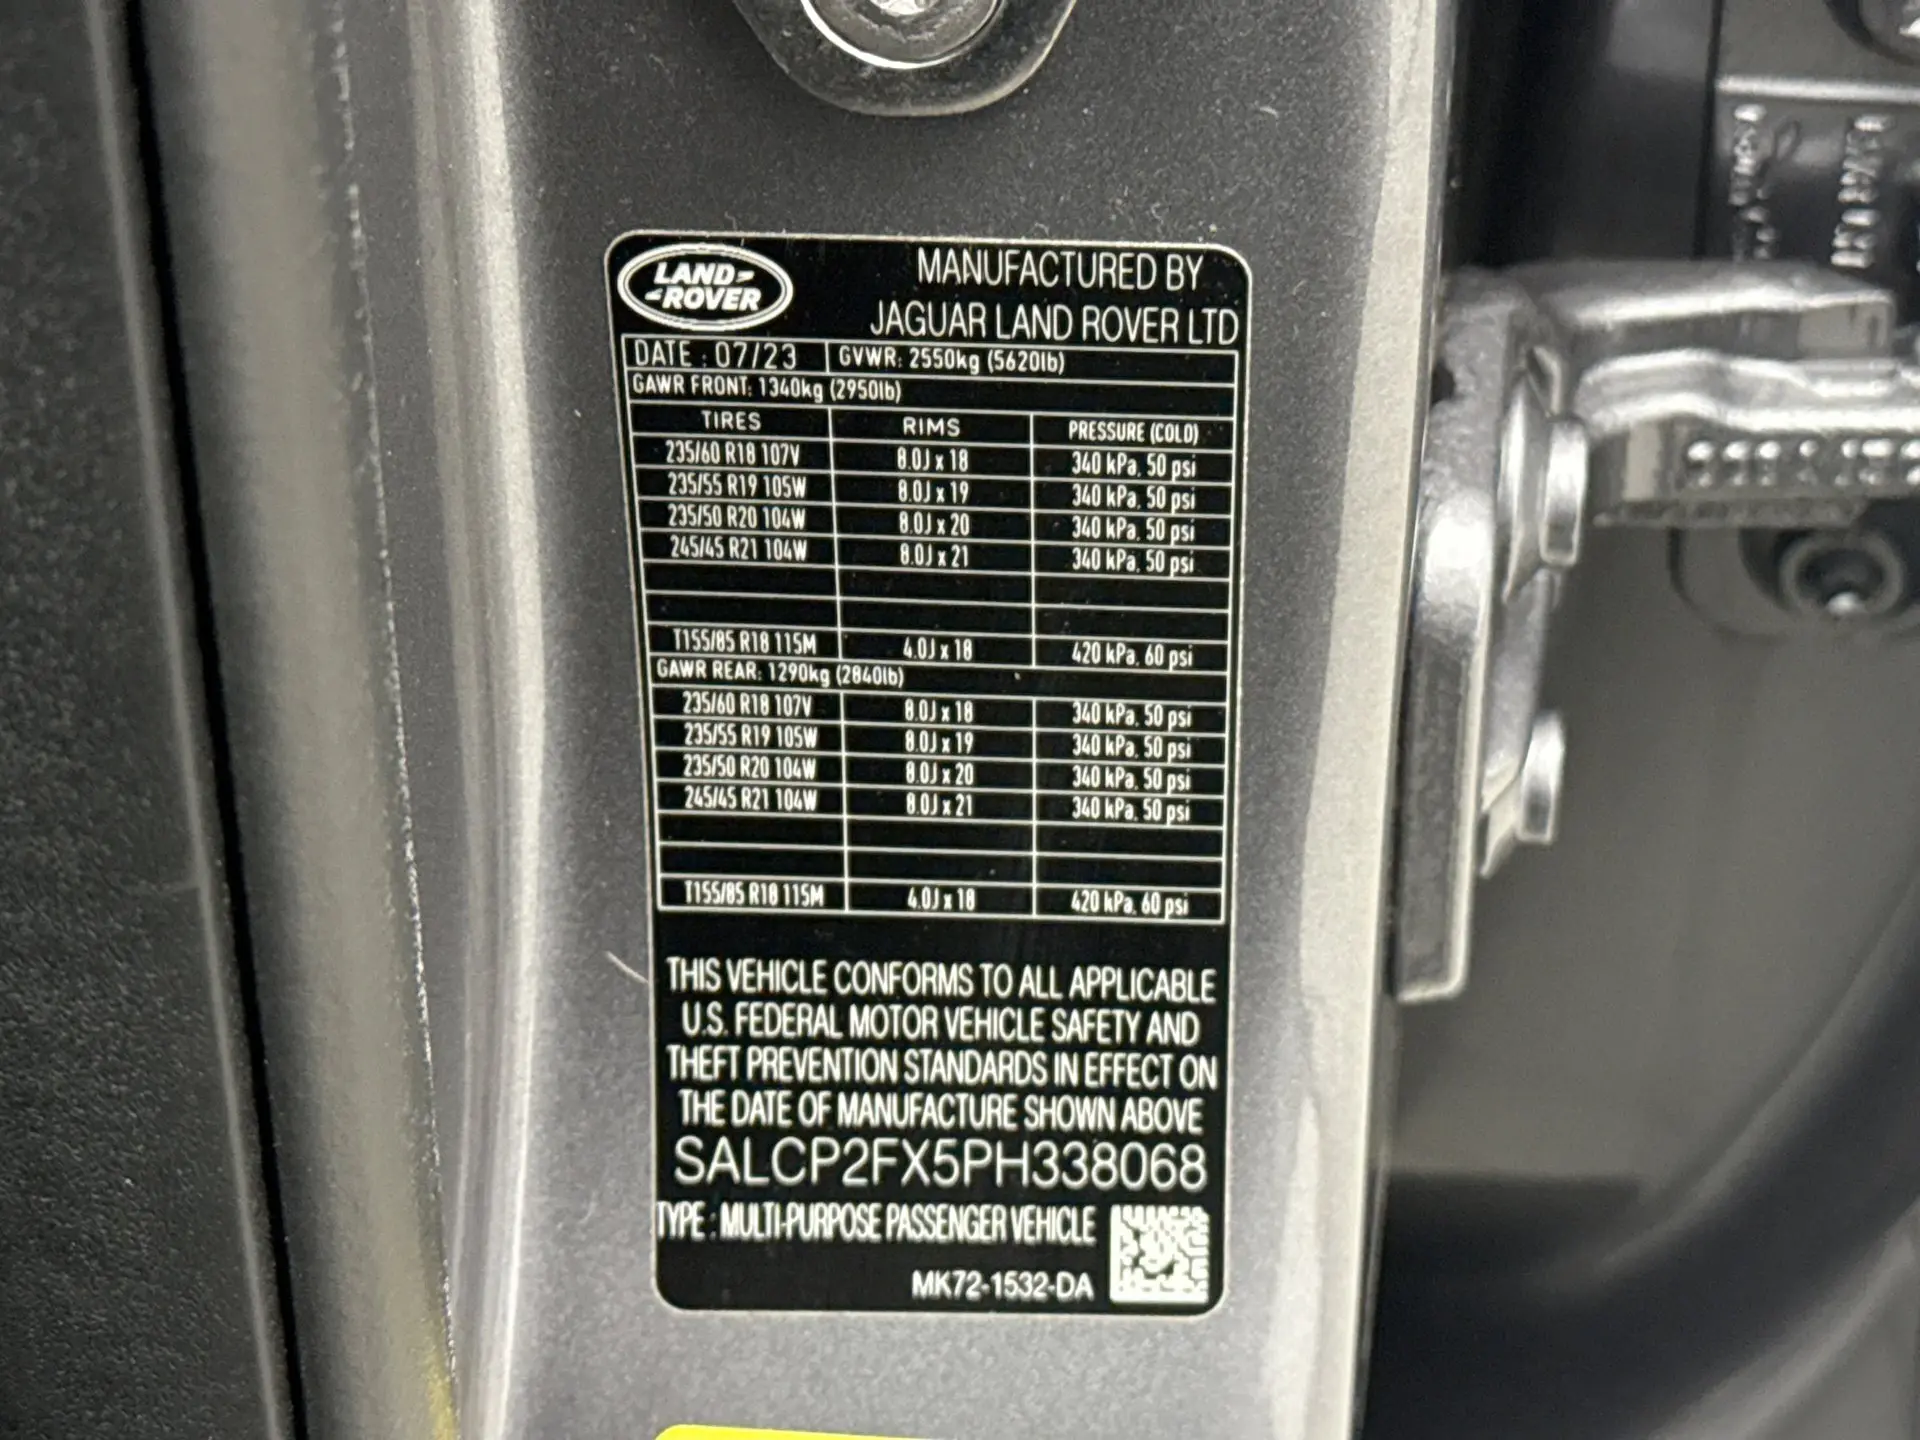 LAND-
-ROVER
MANUFACTURED BY
JAGUAR LAND ROVER LTD
DATE : 07/23 GVWR: 2550kg (5620lb)
GAWR FRONT: 1340kg (2950lb)
TIRES RIMS PRESSURE (COLD)
235/60 R18 107V 8.0J x 18 340 kPa, 50 psi
235/55 R19 105W 8.0J x 19 340 kPa, 50 psi
235/50 R20 104W 8.0J x 20 340 kPa, 50 psi
245/45 R21 104W 8.0J x 21 340 kPa, 50 psi
T155/85 R18 115M 4.0J x 18 420 kPa, 60 psi
GAWR REAR: 1290kg (2840lb)
235/60 R18 107V 8.0J x 18 340 kPa, 50 psi
235/55 R19 105W 8.0J x 19 340 kPa, 50 psi
235/50 R20 104W 8.0J x 20 340 kPa, 50 psi
245/45 R21 104W 8.0J x 21 340 kPa, 50 psi
T155/85 R18 115M 4.0J x 18 420 kPa, 60 psi
THIS VEHICLE CONFORMS TO ALL APPLICABLE
U.S. FEDERAL MOTOR VEHICLE SAFETY AND
THEFT PREVENTION STANDARDS IN EFFECT ON
THE DATE OF MANUFACTURE SHOWN ABOVE
SALCP2FX5PH338068
TYPE : MULTI-PURPOSE PASSENGER VEHICLE
MK72-1532-DA